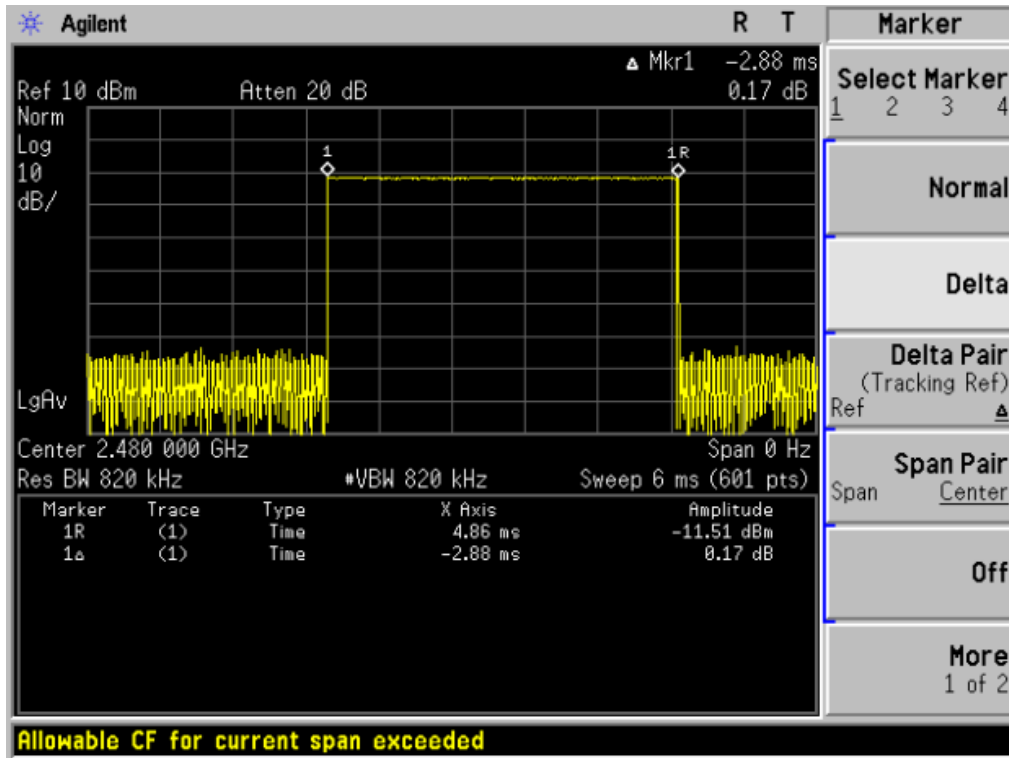 Agilent R T
Δ Mkr1 -2.88 ms
Ref 10 dBm Atten 20 dB 0.17 dB
Norm
Log
10
dB/
1 1R
LgAv
Center 2.480 000 GHz Span 0 Hz
Res BW 820 kHz #VBW 820 kHz Sweep 6 ms (601 pts)
Marker Trace Type X Axis Amplitude
1R (1) Time 4.86 ms -11.51 dBm
1Δ (1) Time -2.88 ms 0.17 dB
Allowable CF for current span exceeded
Marker
Select Marker
1 2 3 4
Normal
Delta
Delta Pair
(Tracking Ref)
Ref Δ
Span Pair
Span Center
Off
More
1 of 2